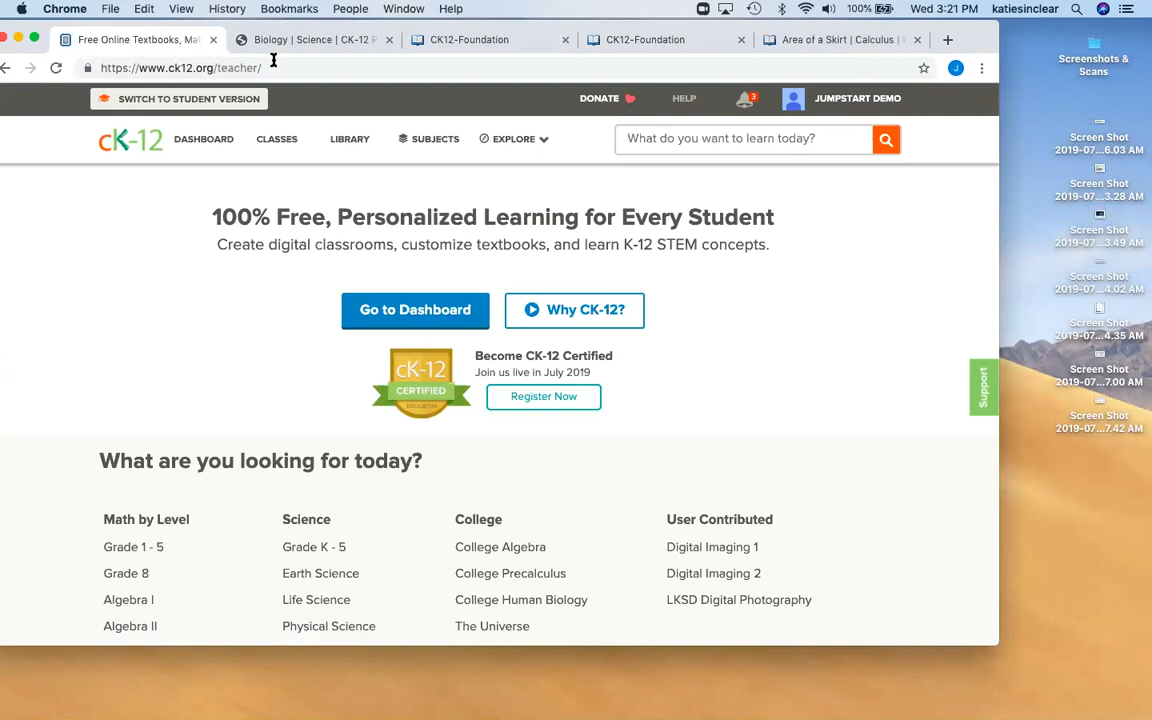 Chrome File Edit View History Bookmarks People Window Help 100% Wed 3:21 PM katiesinclear
Free Online Textbooks, Ma Biology | Science | CK-12 F CK12-Foundation CK12-Foundation Area of a Skirt | Calculus | C
https://www.ck12.org/teacher/ J
SWITCH TO STUDENT VERSION DONATE HELP 3 JUMPSTART DEMO
cK-12 DASHBOARD CLASSES LIBRARY SUBJECTS EXPLORE What do you want to learn today?
100% Free, Personalized Learning for Every Student
Create digital classrooms, customize textbooks, and learn K-12 STEM concepts.
Go to Dashboard Why CK-12?
cK-12
CERTIFIED
EDUCATOR
Become CK-12 Certified
Join us live in July 2019
Register Now
Support
What are you looking for today?
Math by Level Science College User Contributed
Grade 1 - 5 Grade K - 5 College Algebra Digital Imaging 1
Grade 8 Earth Science College Precalculus Digital Imaging 2
Algebra I Life Science College Human Biology LKSD Digital Photography
Algebra II Physical Science The Universe
Screenshots & Scans
Screen Shot
2019-07...6.03 AM
Screen Shot
2019-07...3.28 AM
Screen Shot
2019-07...3.49 AM
Screen Shot
2019-07...4.02 AM
Screen Shot
2019-07...4.35 AM
Screen Shot
2019-07...7.00 AM
Screen Shot
2019-07...7.42 AM